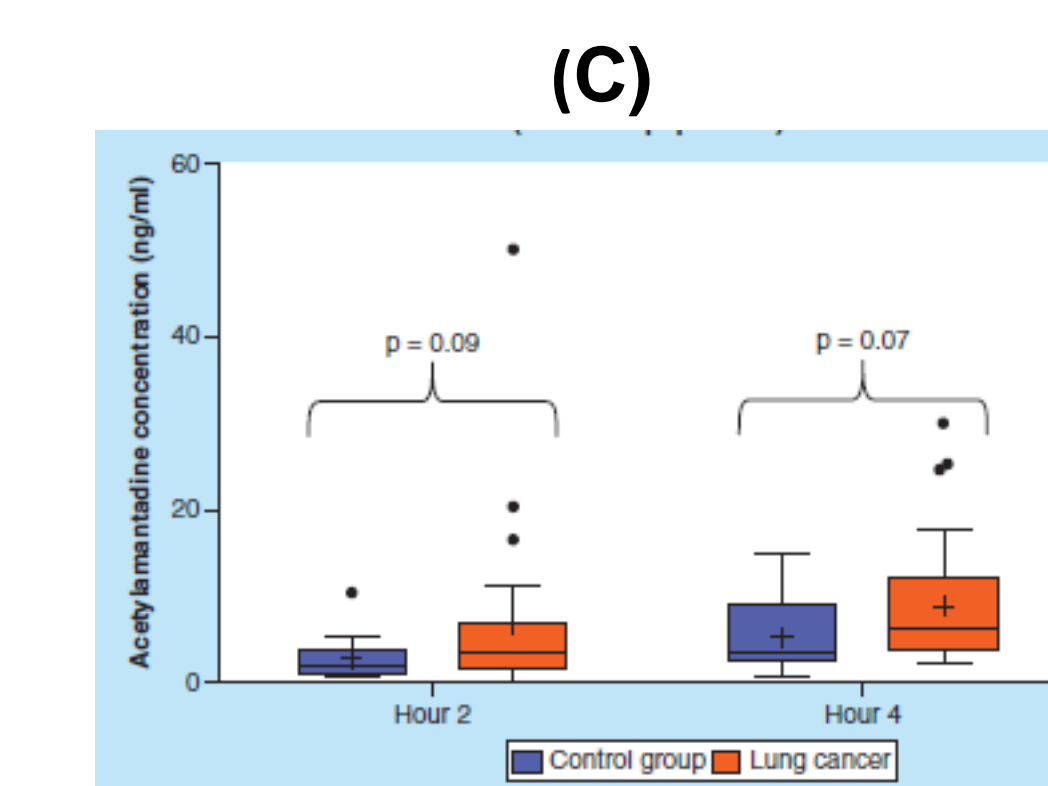 (C)
60
Acetylamantadine concentration (ng/ml)
40
p = 0.09
p = 0.07
20
0
Hour 2
Hour 4
Control group
Lung cancer